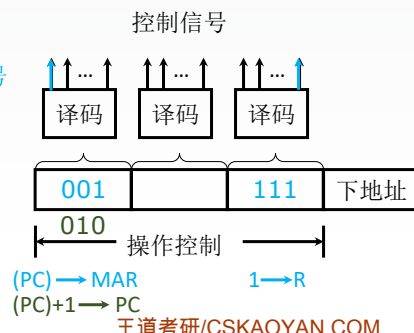 控制信号
号
... ... ...
译码 译码 译码
001 111 下地址
010
操作控制
(PC)→MAR 1→R
(PC)+1→PC
王道考研/CSKAOYAN.COM